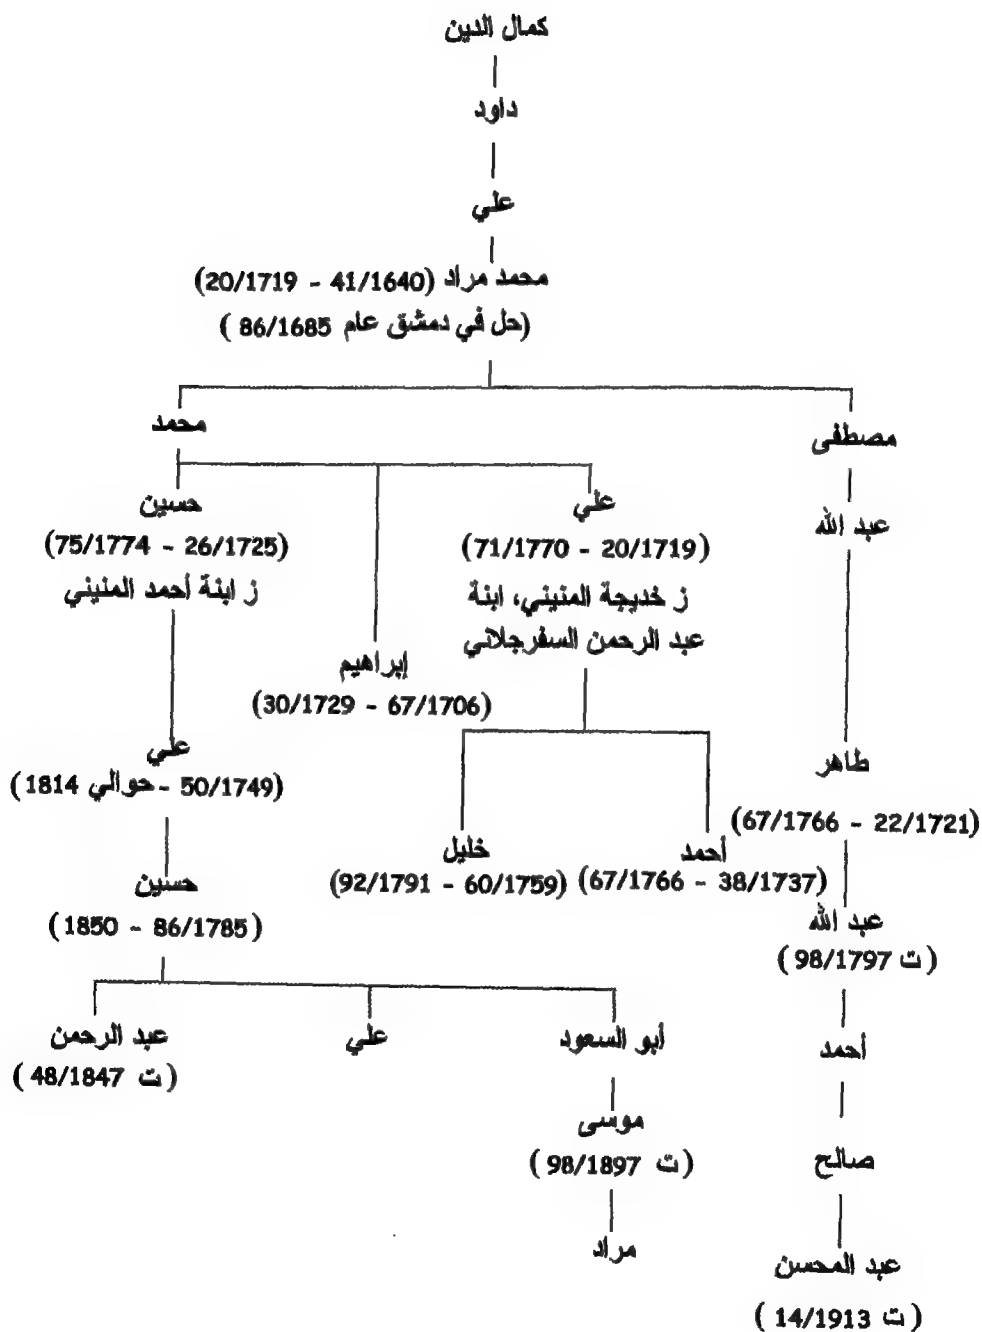 كمال الدين
داود
علي
محمد مراد (1640/41 - 1719/20)
(حل في دمشق عام 1685/86 )
مصطفى
محمد
عبد الله
علي
(1719/20 - 1770/71)
ز خديجة المنيني، ابنة
عبد الرحمن السفرجلاني
حسين
(1725/26 - 1774/75)
ز ابنة أحمد المنيني
إبراهيم
(1706/67 - 1729/30)
طاهر
(1721/22 - 1766/67)
علي
(1749/50 - حوالي 1814 )
أحمد
(1737/38 - 1766/67)
خليل
(1759/60 - 1791/92)
حسين
(1785/86 - 1850 )
عبد الله
( ت 1797/98 )
أحمد
أبو السعود
علي
عبد الرحمن
( ت 1847/48 )
موسى
( ت 1897/98 )
صالح
مراد
عبد المحسن
( ت 1913/14 )